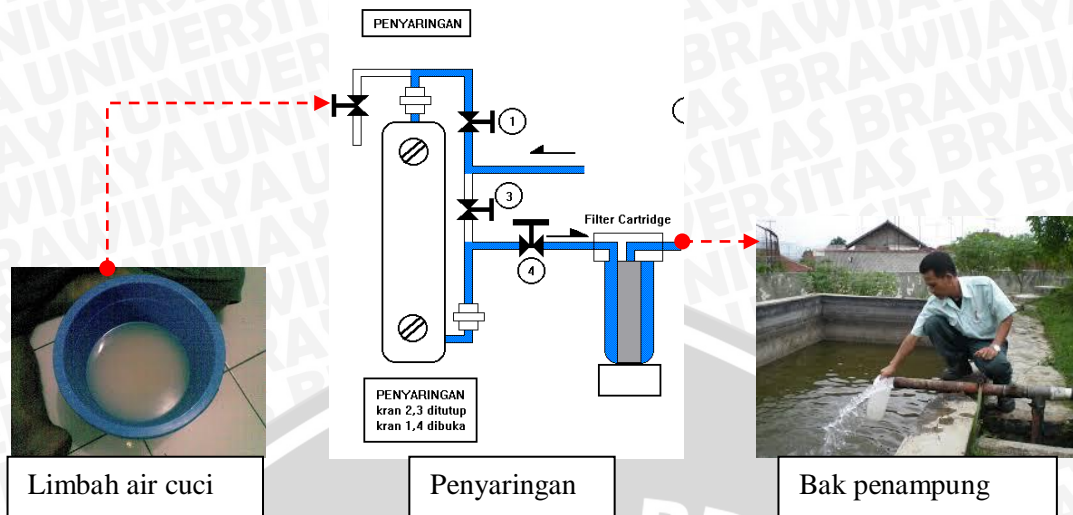 PENYARINGAN
1
3
Filter Cartridge
4
PENYARINGAN
kran 2,3 ditutup
kran 1,4 dibuka
Limbah air cuci
Penyaringan
Bak penampung